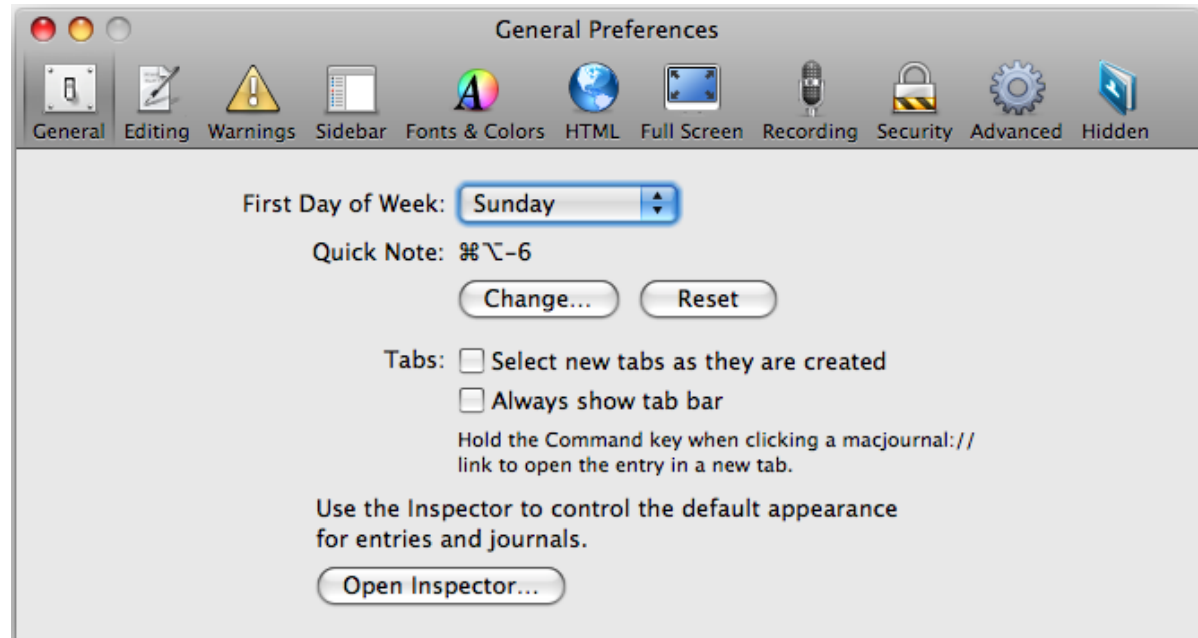 General Preferences
General Editing Warnings Sidebar Fonts & Colors HTML Full Screen Recording Security Advanced Hidden
First Day of Week: Sunday
Quick Note: ⌘⌥-6
Change... Reset
Tabs: Select new tabs as they are created
Always show tab bar
Hold the Command key when clicking a macjournal://
link to open the entry in a new tab.
Use the Inspector to control the default appearance
for entries and journals.
Open Inspector...